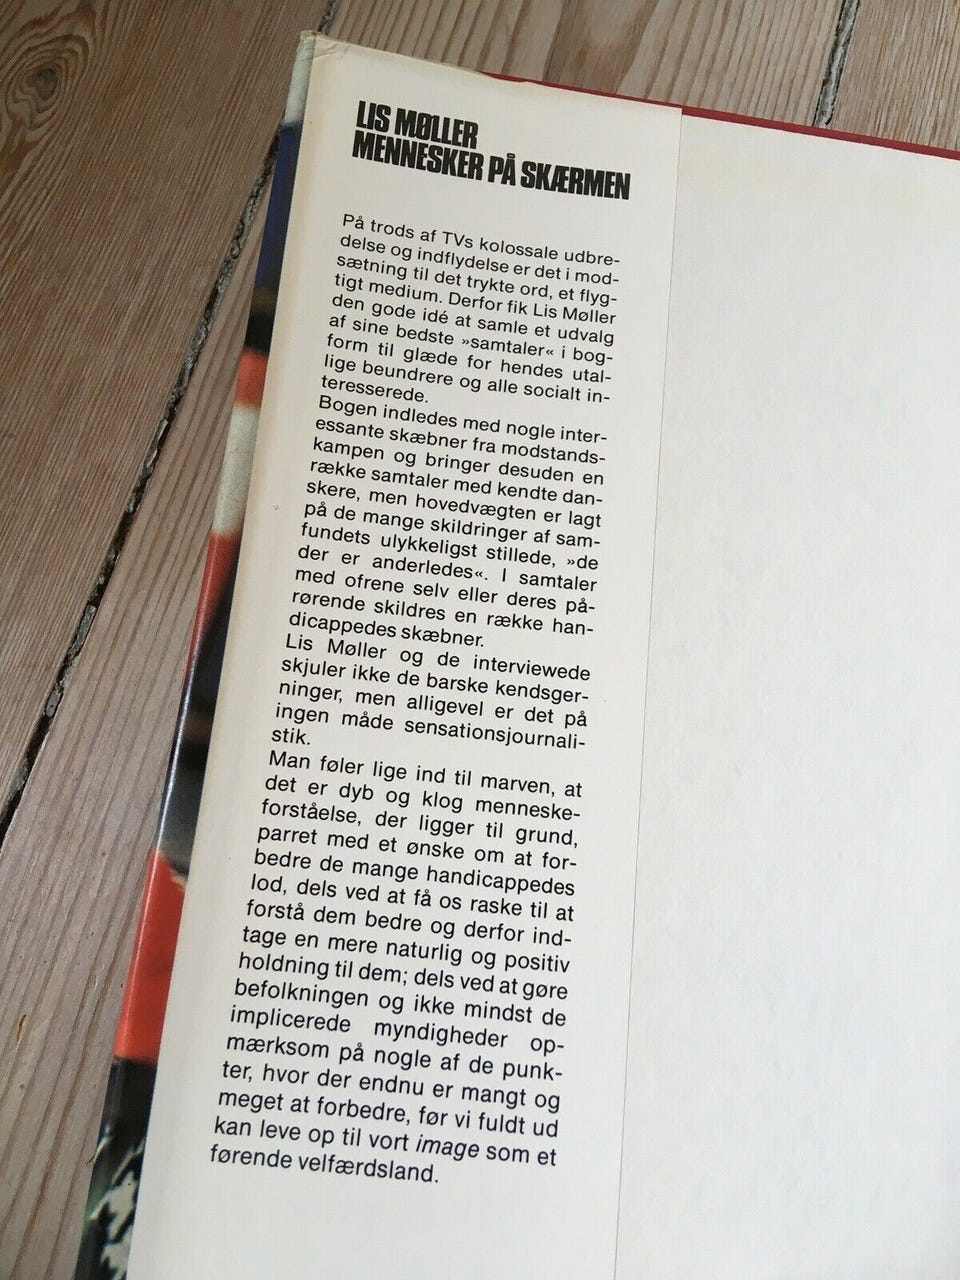 LIS MØLLER
MENNESKER PÅ SKÆRMEN
På trods af TVs kolossale udbre-
delse og indflydelse er det i mod-
sætning til det trykte ord, et flyg-
tigt medium. Derfor fik Lis Møller
den gode idé at samle et udvalg
af sine bedste »samtaler« i bog-
form til glæde for hendes utal-
lige beundrere og alle socialt in-
teresserede.
Bogen indledes med nogle inter-
essante skæbner fra modstands-
kampen og bringer desuden en
række samtaler med kendte dan-
skere, men hovedvægten er lagt
på de mange skildringer af sam-
fundets ulykkeligst stillede, »de
der er anderledes«. I samtaler
med ofrene selv eller deres på-
rørende skildres en række han-
dicappedes skæbner.
Lis Møller og de interviewede
skjuler ikke de barske kendsger-
ninger, men alligevel er det på
ingen måde sensationsjournali-
stik.
Man føler lige ind til marven, at
det er dyb og klog menneske-
forståelse, der ligger til grund,
parret med et ønske om at for-
bedre de mange handicappedes
lod, dels ved at få os raske til at
forstå dem bedre og derfor ind-
tage en mere naturlig og positiv
holdning til dem; dels ved at gøre
befolkningen og ikke mindst de
implicerede myndigheder op-
mærksom på nogle af de punk-
ter, hvor der endnu er mangt og
meget at forbedre, før vi fuldt ud
kan leve op til vort image som et
førende velfærdsland.